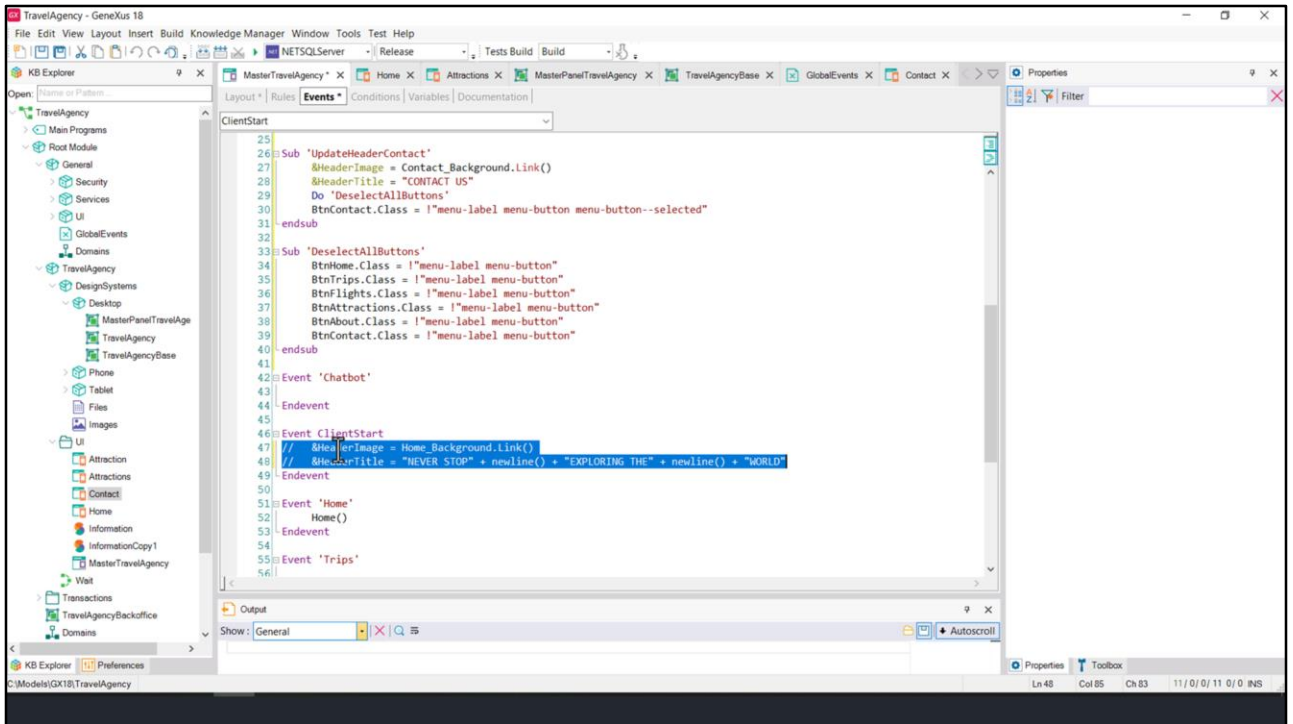 TravelAgency - GeneXus 18
File Edit View Layout Insert Build Knowledge Manager Window Tools Test Help
NETSQLServer Release Tests Build Build
KB Explorer
Open: Name or Pattern...
TravelAgency
Main Programs
Root Module
General
Security
Services
UI
GlobalEvents
Domains
TravelAgency
DesignSystems
Desktop
MasterPanelTravelAge
TravelAgency
TravelAgencyBase
Phone
Tablet
Files
Images
UI
Attraction
Attractions
Contact
Home
Information
InformationCopy1
MasterTravelAgency
Wait
Transactions
TravelAgencyBackoffice
Domains
KB Explorer Preferences
MasterTravelAgency * Home Attractions MasterPanelTravelAgency TravelAgencyBase GlobalEvents Contact
Layout * Rules Events * Conditions Variables Documentation
ClientStart
25
26 Sub 'UpdateHeaderContact'
27 &HeaderImage = Contact_Background.Link()
28 &HeaderTitle = "CONTACT US"
29 Do 'DeselectAllButtons'
30 BtnContact.Class = !"menu-label menu-button menu-button--selected"
31 endsub
32
33 Sub 'DeselectAllButtons'
34 BtnHome.Class = !"menu-label menu-button"
35 BtnTrips.Class = !"menu-label menu-button"
36 BtnFlights.Class = !"menu-label menu-button"
37 BtnAttractions.Class = !"menu-label menu-button"
38 BtnAbout.Class = !"menu-label menu-button"
39 BtnContact.Class = !"menu-label menu-button"
40 endsub
41
42 Event 'Chatbot'
43
44 Endevent
45
46 Event ClientStart
47 // &HeaderImage = Home_Background.Link()
48 // &HeaderTitle = "NEVER STOP" + newline() + "EXPLORING THE" + newline() + "WORLD"
49 Endevent
50
51 Event 'Home'
52 Home()
53 Endevent
54
55 Event 'Trips'
56
Output
Show: General Autoscroll
Properties
Filter
Properties Toolbox
C:\Models\GX18\TravelAgency Ln 48 Col 85 Ch 83 11/0/0/11 0/0 INS